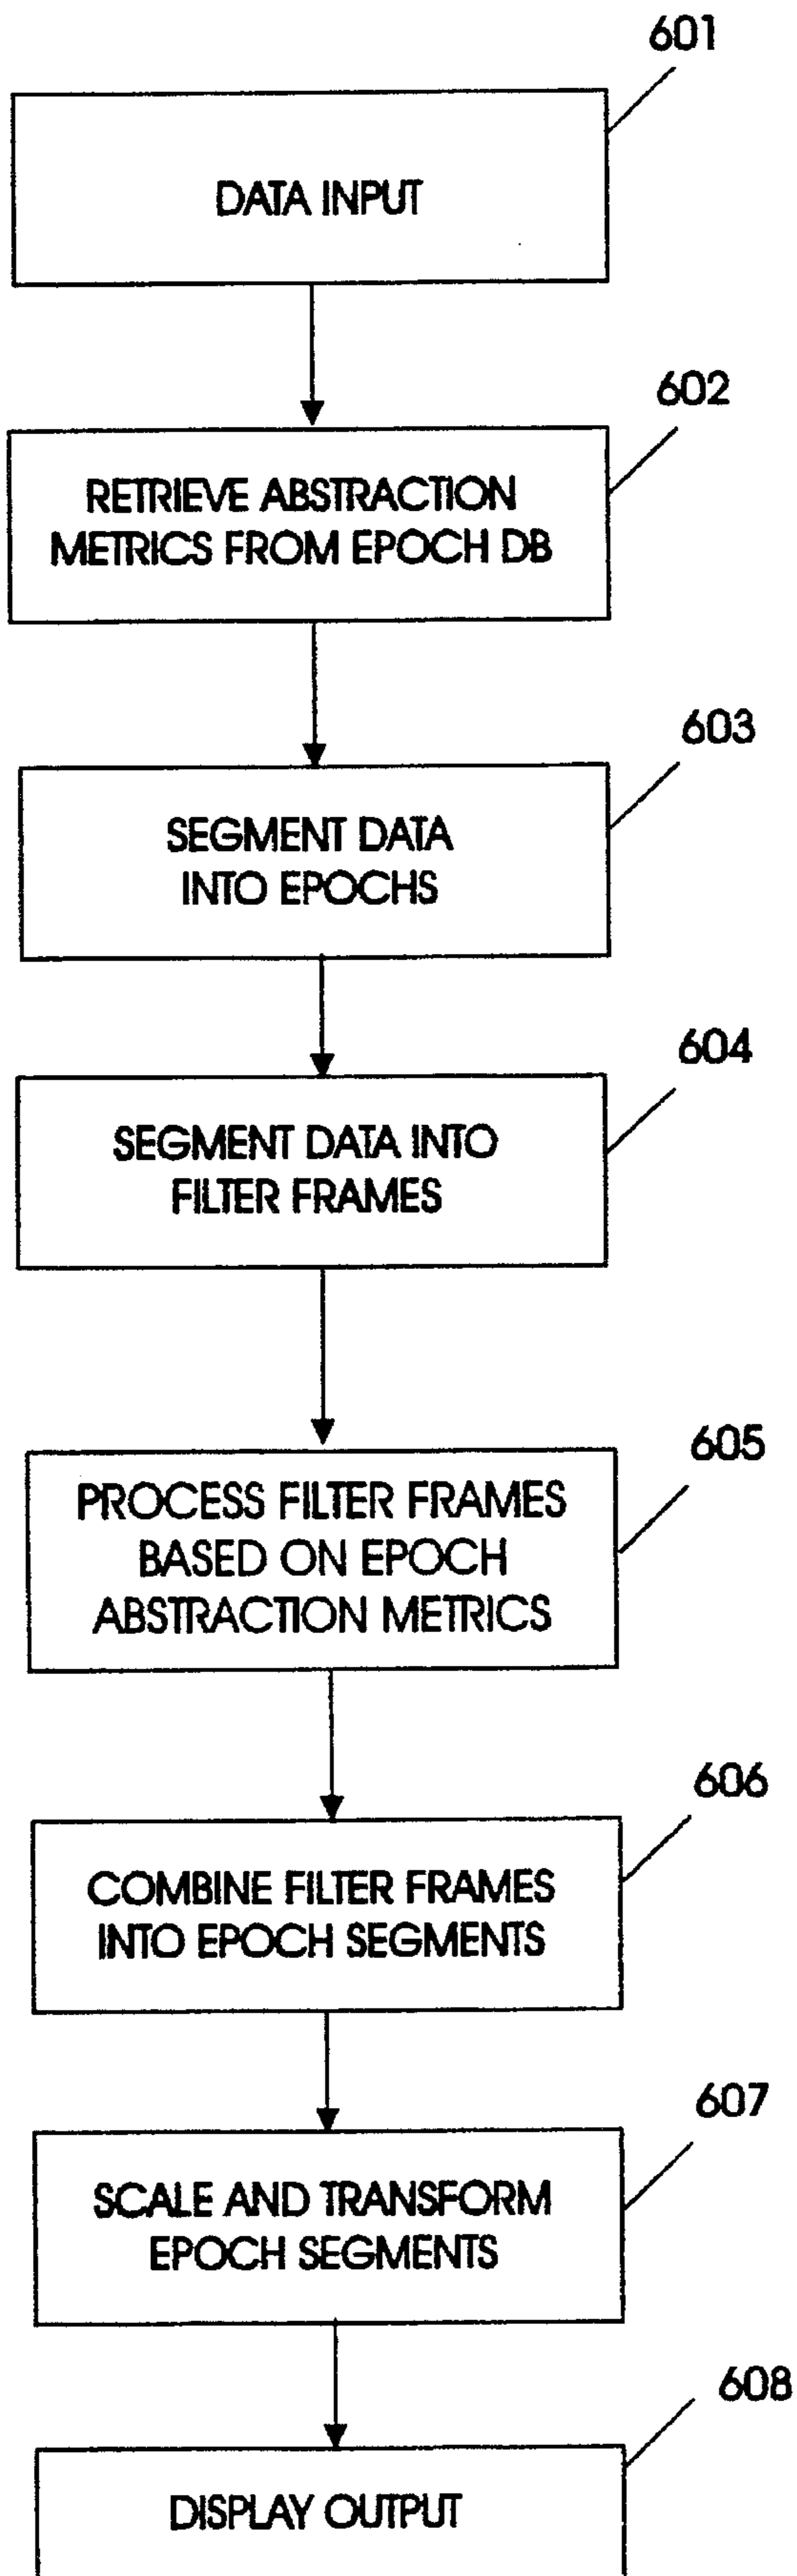 601
DATA INPUT
602
RETRIEVE ABSTRACTION
METRICS FROM EPOCH DB
603
SEGMENT DATA
INTO EPOCHS
604
SEGMENT DATA INTO
FILTER FRAMES
605
PROCESS FILTER FRAMES
BASED ON EPOCH
ABSTRACTION METRICS
606
COMBINE FILTER FRAMES
INTO EPOCH SEGMENTS
607
SCALE AND TRANSFORM
EPOCH SEGMENTS
608
DISPLAY OUTPUT